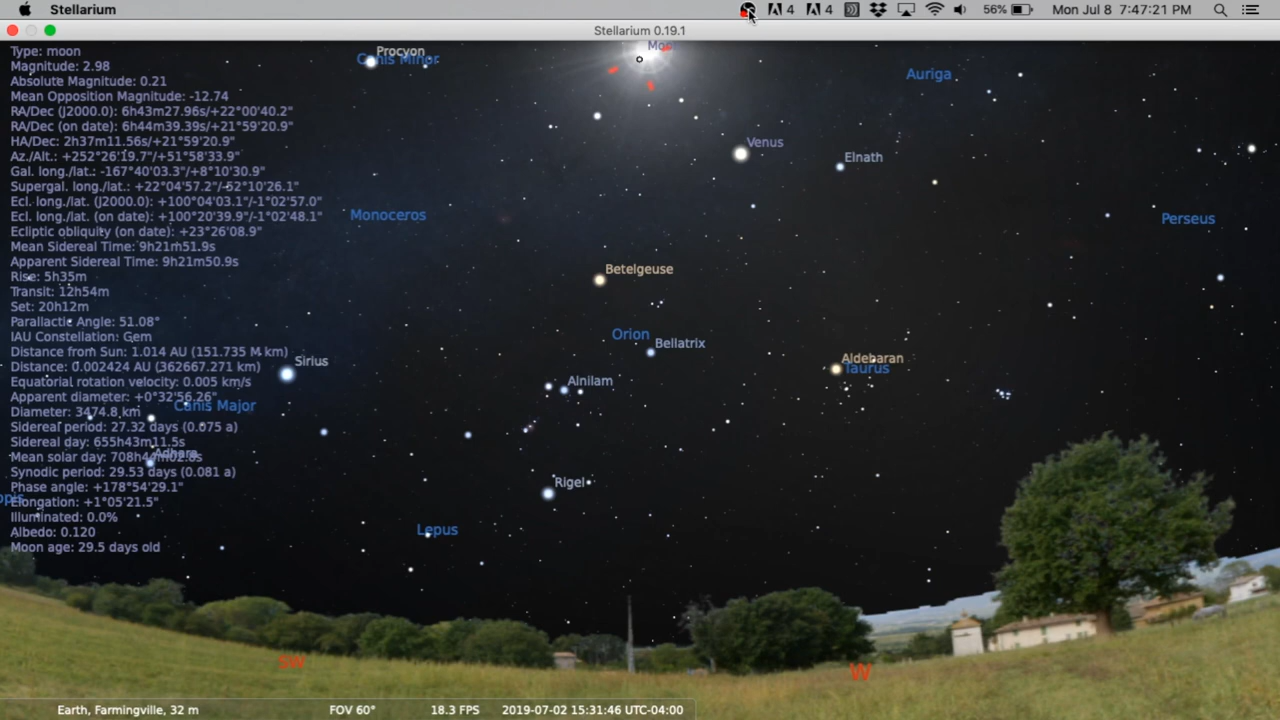 Stellarium
4
4
56%
Mon Jul 8 7:47:21 PM
Stellarium 0.19.1
Type: moon
Magnitude: 2.98
Absolute Magnitude: 0.21
Mean Opposition Magnitude: -12.74
RA/Dec (J2000.0): 6h43m27.96s/+22°00'40.2"
RA/Dec (on date): 6h44m39.39s/+21°59'20.9"
HA/Dec: 2h37m11.56s/+21°59'20.9"
Az./Alt.: +252°26'19.7"/+51°58'33.9"
Gal. long./lat.: -167°40'03.3"/+8°10'30.9"
Supergal. long./lat.: +22°04'57.2"/-52°10'26.1"
Ecl. long./lat. (J2000.0): +100°04'03.1"/-1°02'57.0"
Ecl. long./lat. (on date): +100°20'39.9"/-1°02'48.1"
Ecliptic obliquity (on date): +23°26'08.9"
Mean Sidereal Time: 9h21m51.9s
Apparent Sidereal Time: 9h21m50.9s
Rise: 5h35m
Transit: 12h54m
Set: 20h12m
Parallactic Angle: 51.08°
IAU Constellation: Gem
Distance from Sun: 1.014 AU (151.735 M km)
Distance: 0.002424 AU (362667.271 km)
Equatorial rotation velocity: 0.005 km/s
Apparent diameter: +0°32'56.26"
Diameter: 3474.8 km
Sidereal period: 27.32 days (0.075 a)
Sidereal day: 655h43m11.5s
Mean solar day: 708h44m02.8s
Synodic period: 29.53 days (0.081 a)
Phase angle: +178°54'29.1"
Elongation: +1°05'21.5"
Illuminated: 0.0%
Albedo: 0.120
Moon age: 29.5 days old
Moon
Procyon
Canis Minor
Auriga
Venus
Elnath
Monoceros
Perseus
Betelgeuse
Orion
Bellatrix
Sirius
Aldebaran
Taurus
Alnilam
Canis Major
Adhara
Rigel
Lepus
SW
W
Earth, Farmingville, 32 m
FOV 60°
18.3 FPS
2019-07-02 15:31:46 UTC-04:00